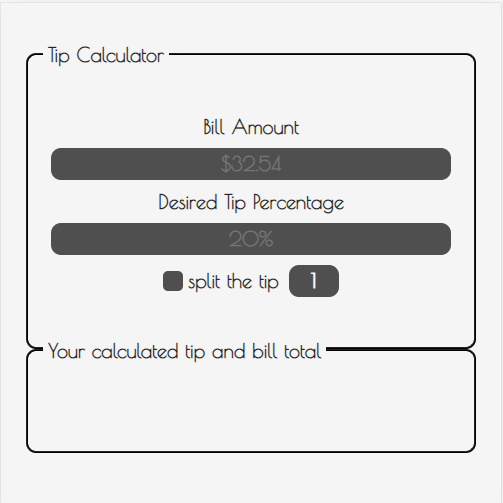 Tip Calculator
Bill Amount
$32.54
Desired Tip Percentage
20%
split the tip 1
Your calculated tip and bill total